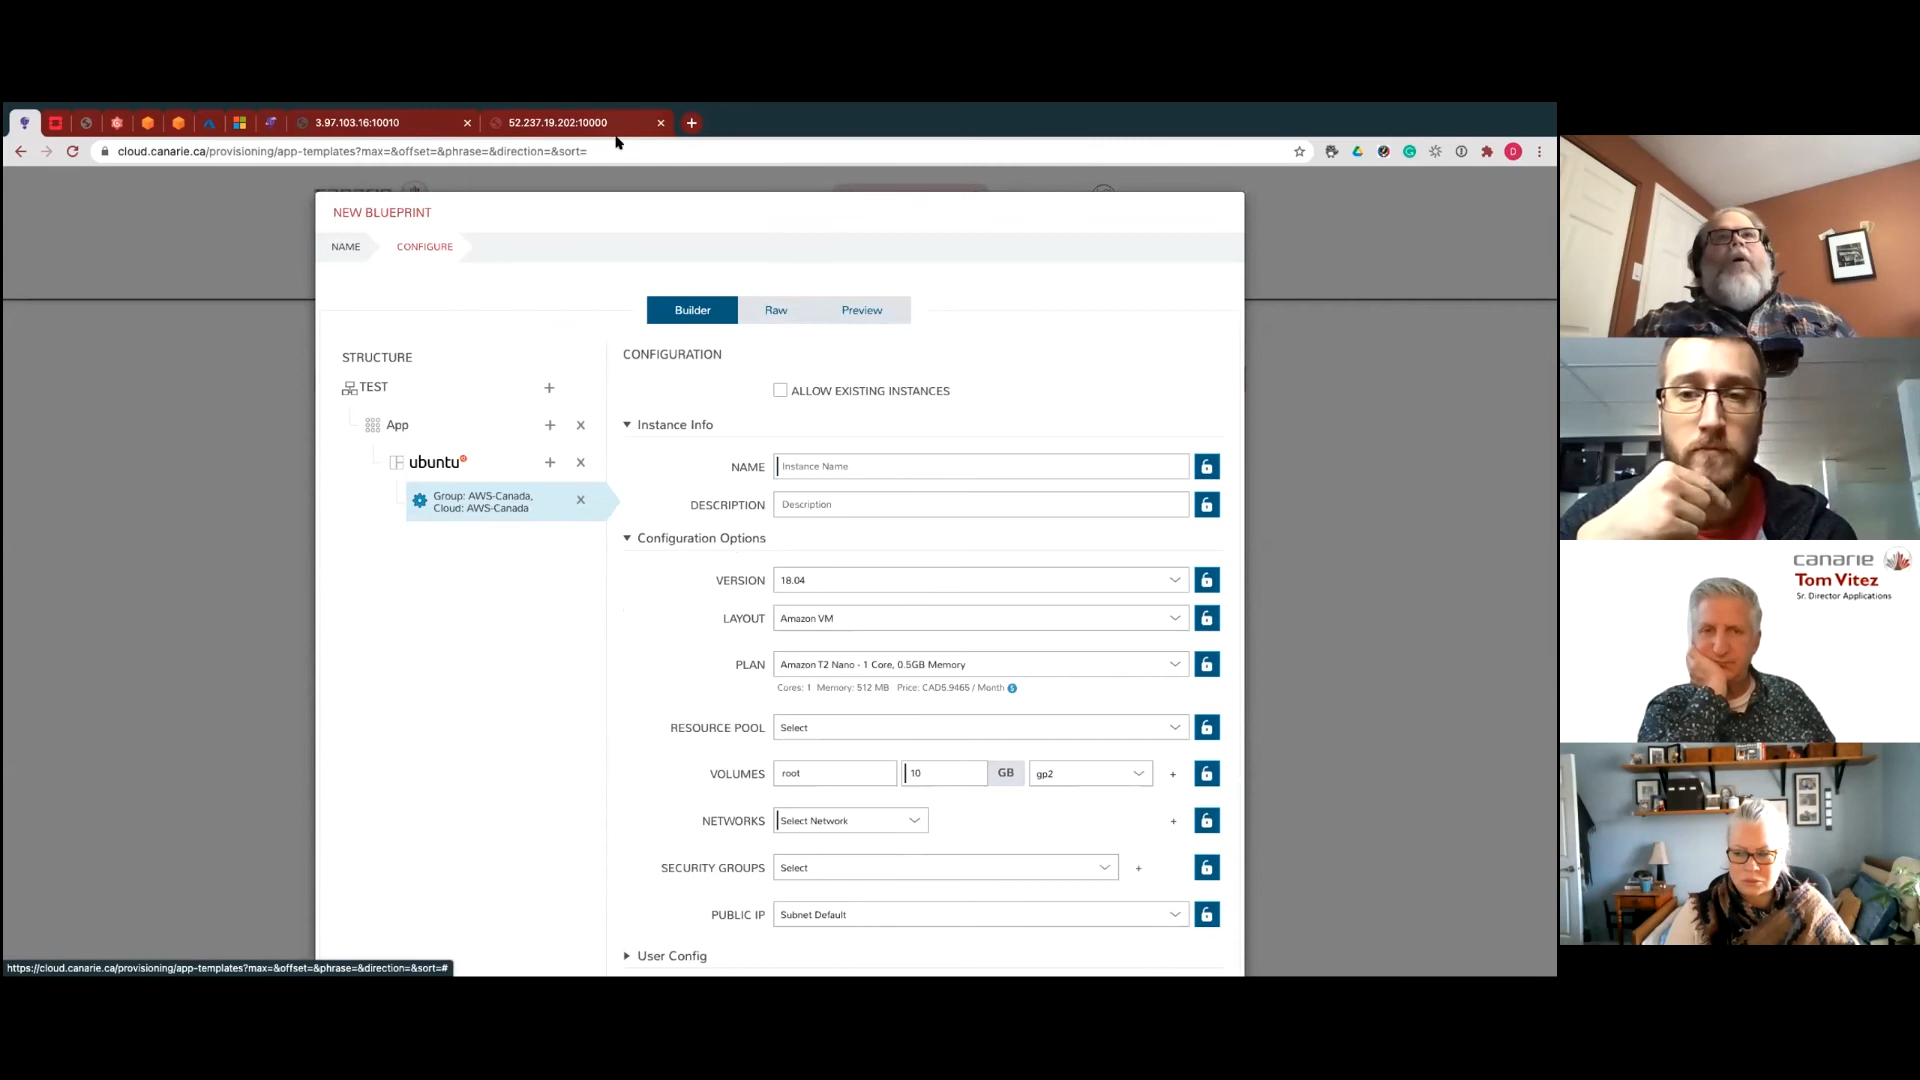 3.97.103.16:10010
52.237.19.202:10000
cloud.canarie.ca/provisioning/app-templates?max=&offset=&phrase=&direction=&sort=
D
NEW BLUEPRINT
NAME
CONFIGURE
Builder
Raw
Preview
STRUCTURE
TEST
App
ubuntu
Group: AWS-Canada,
Cloud: AWS-Canada
CONFIGURATION
ALLOW EXISTING INSTANCES
Instance Info
NAME Instance Name
DESCRIPTION Description
Configuration Options
VERSION 18.04
LAYOUT Amazon VM
PLAN Amazon T2 Nano - 1 Core, 0.5GB Memory
Cores: 1 Memory: 512 MB Price: CAD5.9465 / Month
RESOURCE POOL Select
VOLUMES root 10 GB gp2
NETWORKS Select Network
SECURITY GROUPS Select
PUBLIC IP Subnet Default
User Config
https://cloud.canarie.ca/provisioning/app-templates?max=&offset=&phrase=&direction=&sort=#
canarie
Tom Vitez
Sr. Director Applications